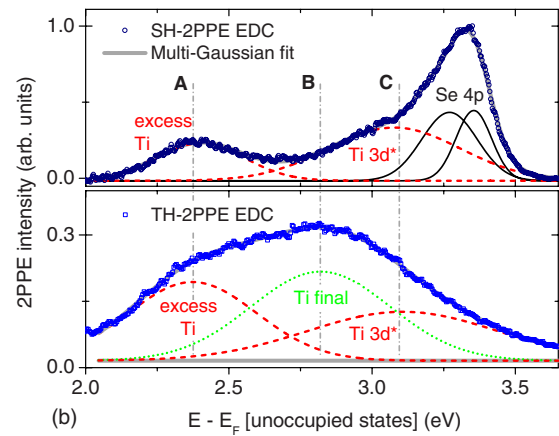 SH-2PPE EDC
Multi-Gaussian fit
A
B
C
1.0
0.0
excess
Ti
Ti 3d*
Se 4p
2PPE intensity (arb. units)
TH-2PPE EDC
0.3
0.0
excess
Ti
Ti final
Ti 3d*
2.0 2.5 3.0 3.5
(b)
E - E_F [unoccupied states] (eV)